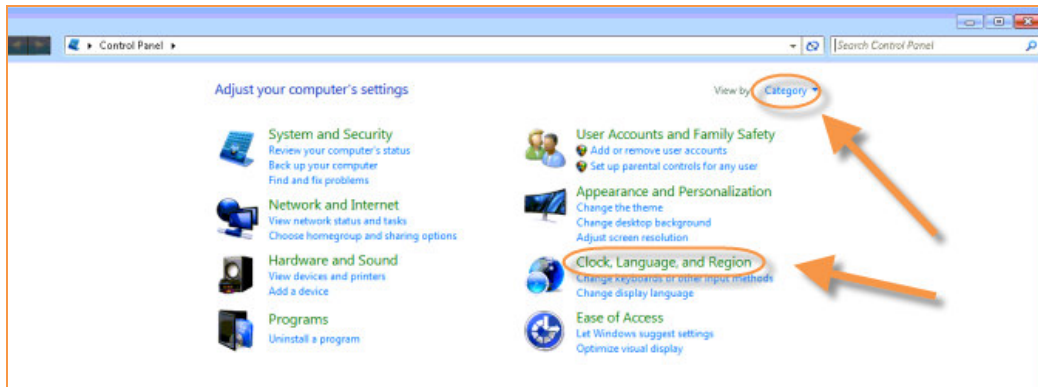 Control Panel
Search Control Panel
Adjust your computer's settings
View by: Category
System and Security
Review your computer's status
Back up your computer
Find and fix problems
Network and Internet
View network status and tasks
Choose homegroup and sharing options
Hardware and Sound
View devices and printers
Add a device
Programs
Uninstall a program
User Accounts and Family Safety
Add or remove user accounts
Set up parental controls for any user
Appearance and Personalization
Change the theme
Change desktop background
Adjust screen resolution
Clock, Language, and Region
Change keyboards or other input methods
Change display language
Ease of Access
Let Windows suggest settings
Optimize visual display